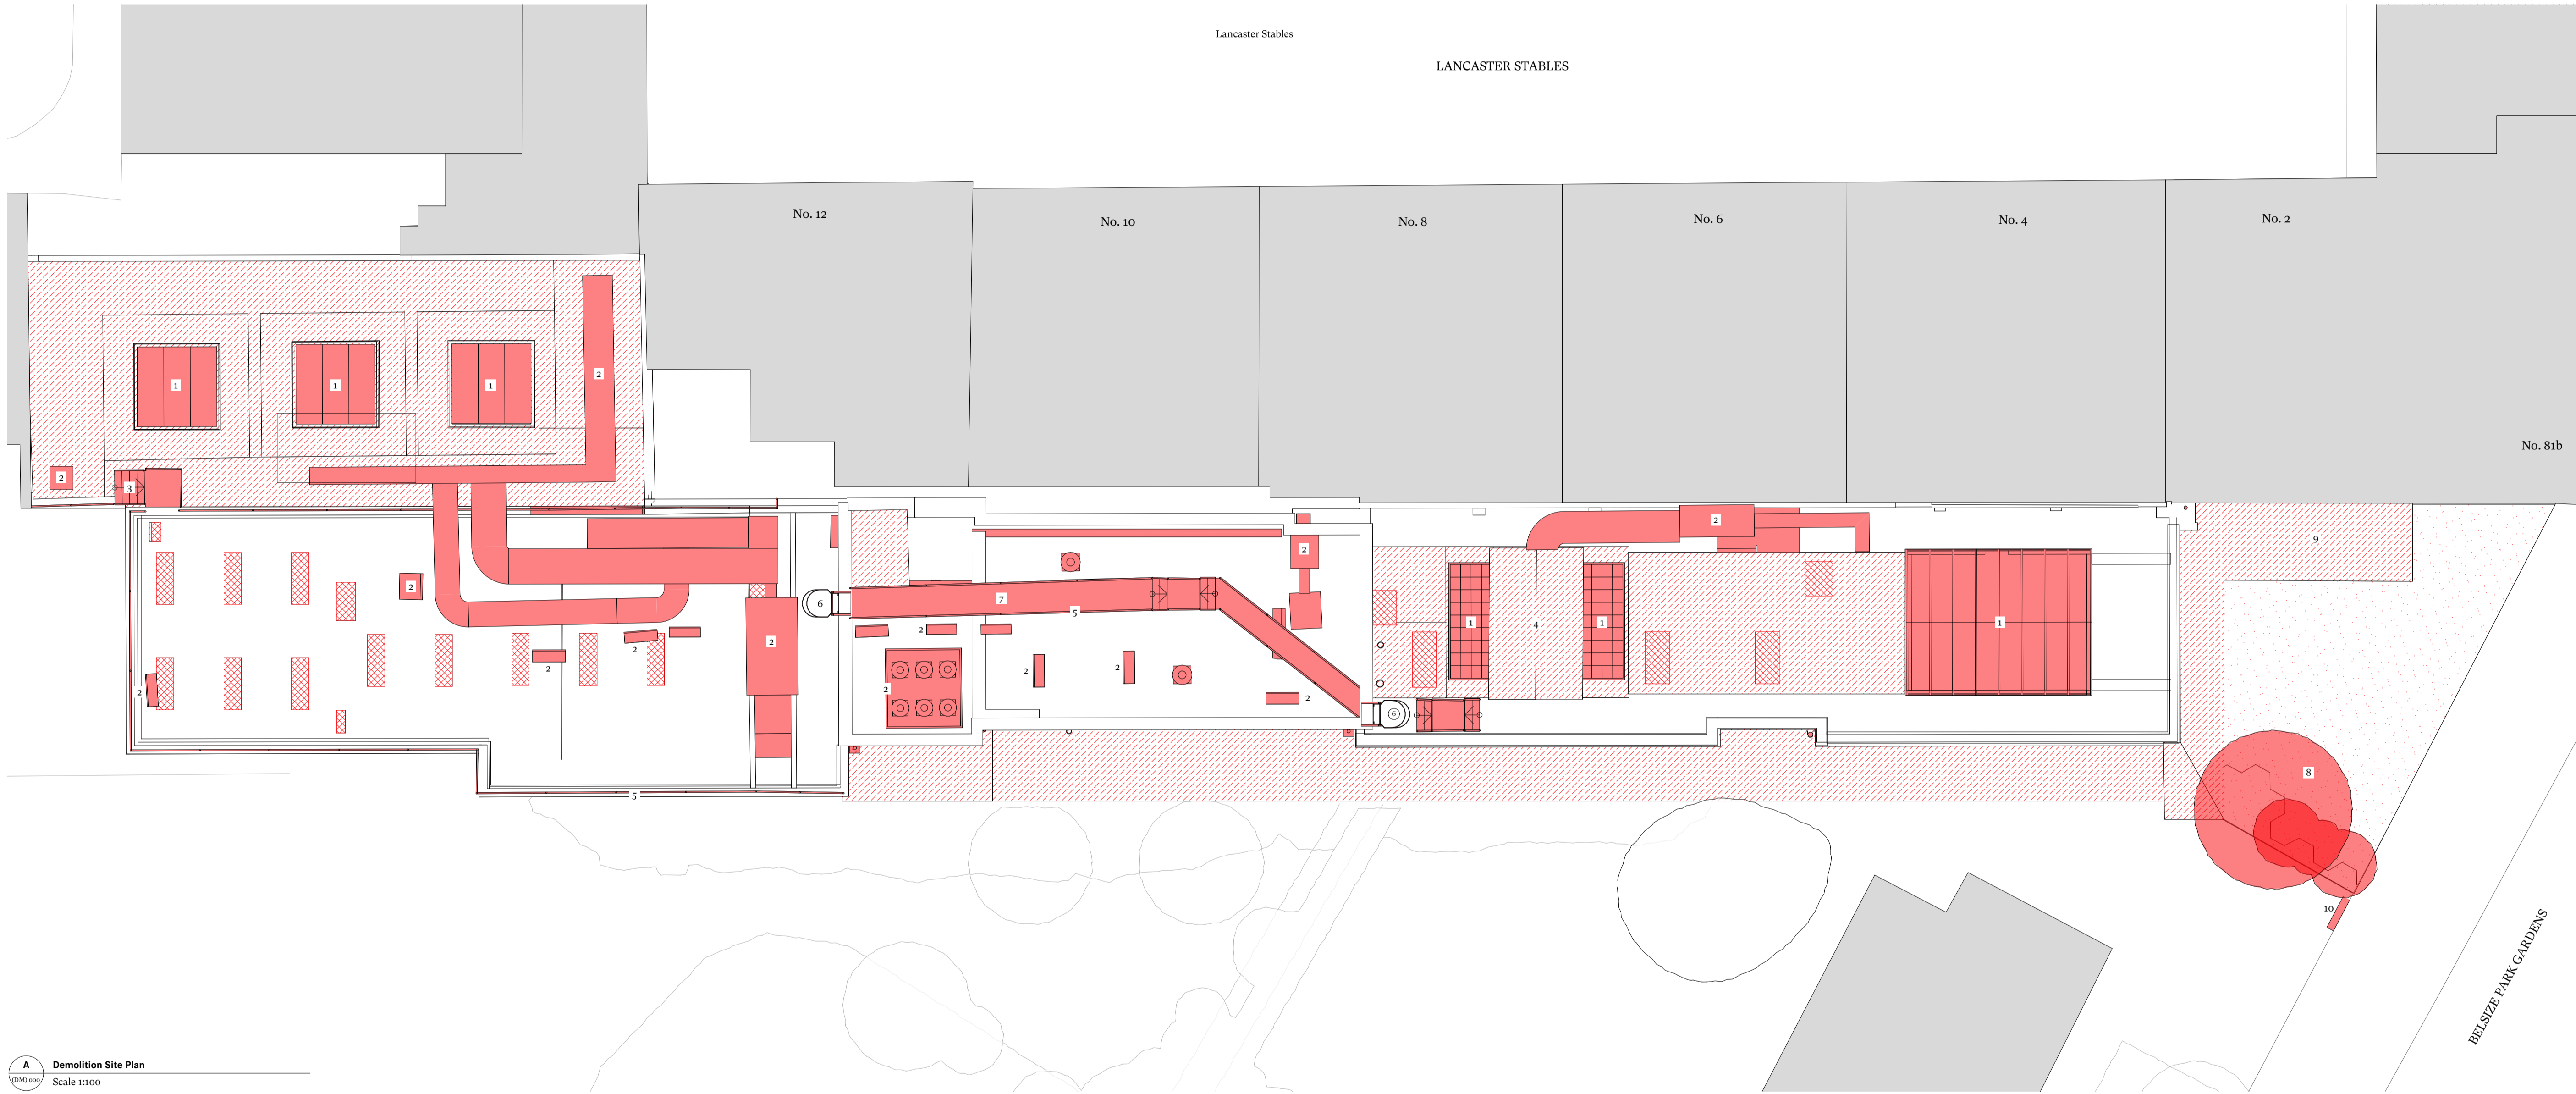 Lancaster Stables
LANCASTER STABLES
No. 12
No. 10
No. 8
No. 6
No. 4
No. 2
No. 81b
1
1
1
2
2
3
2
2
2
2
2
2
5
6
7
5
2
2
2
2
2
2
6
1
4
1
2
1
9
8
10
BELSIZE PARK GARDENS
A
(DM) 000
Demolition Site Plan
Scale 1:100